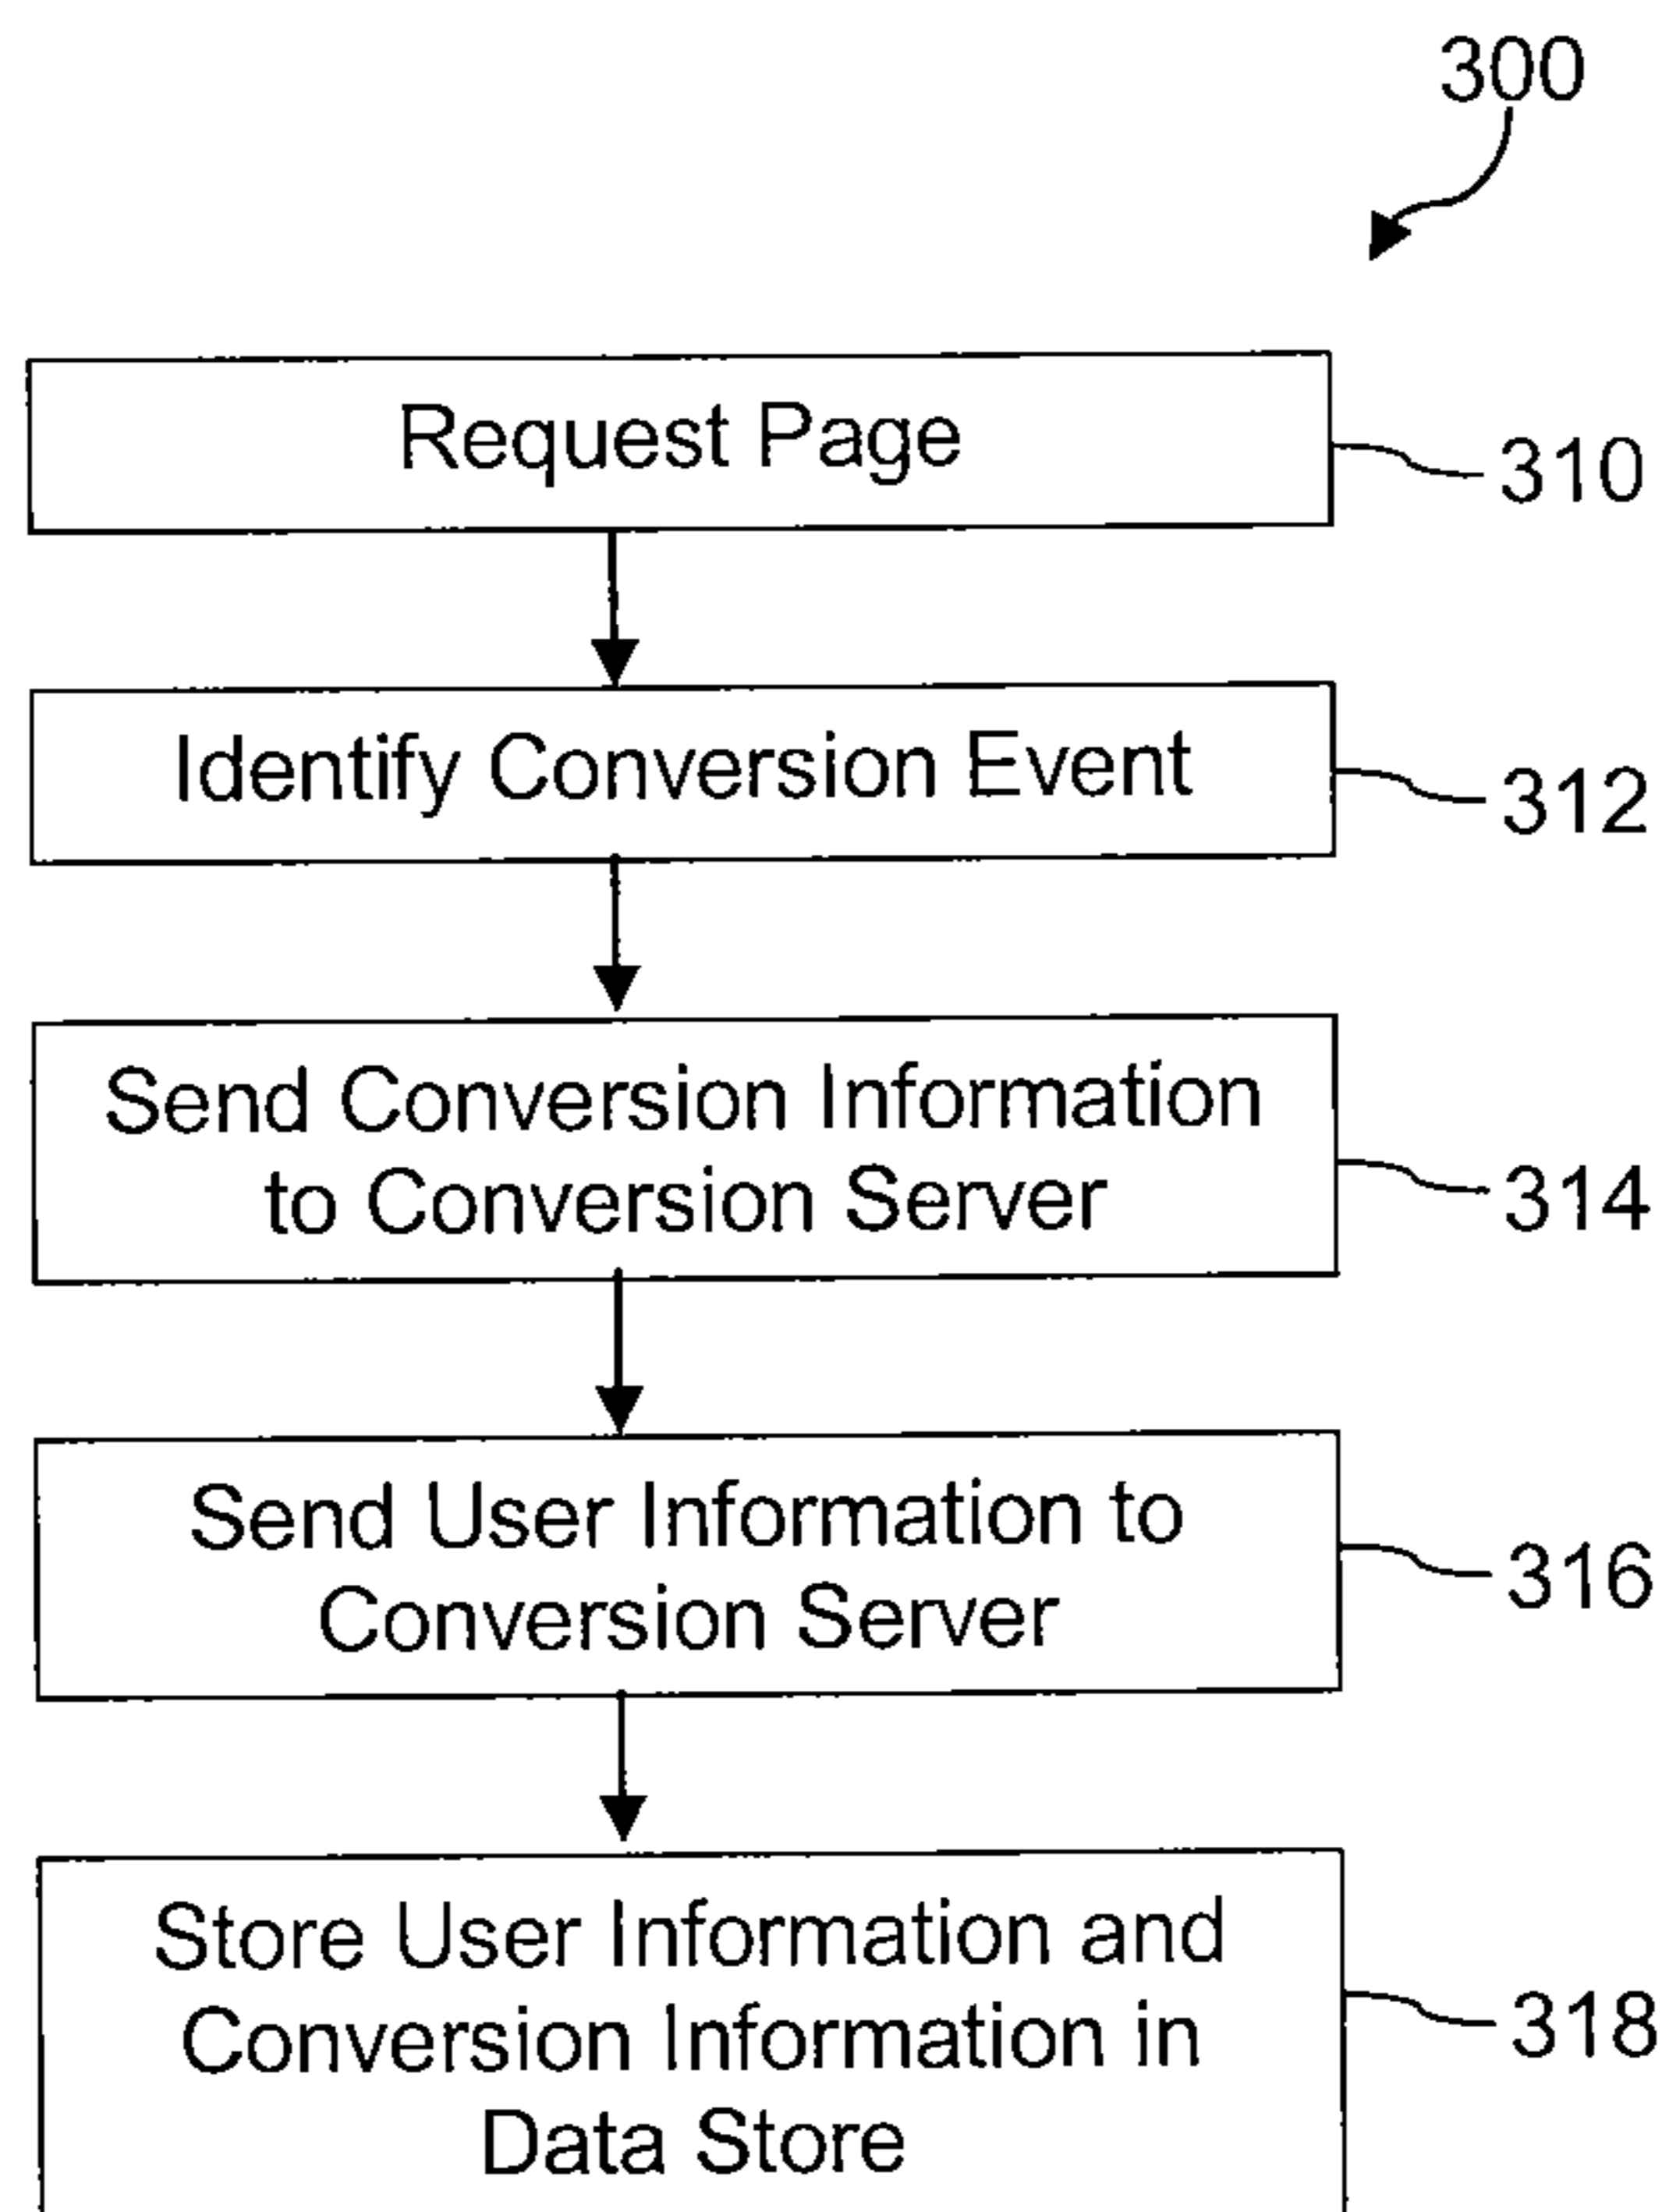 300
Request Page
310
Identify Conversion Event
312
Send Conversion Information
to Conversion Server
314
Send User Information to
Conversion Server
316
Store User Information and
Conversion Information in
Data Store
318